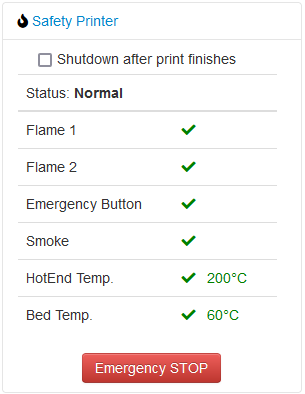 Safety Printer
Shutdown after print finishes
Status: Normal
Flame 1
Flame 2
Emergency Button
Smoke
HotEnd Temp. 200°C
Bed Temp. 60°C
Emergency STOP